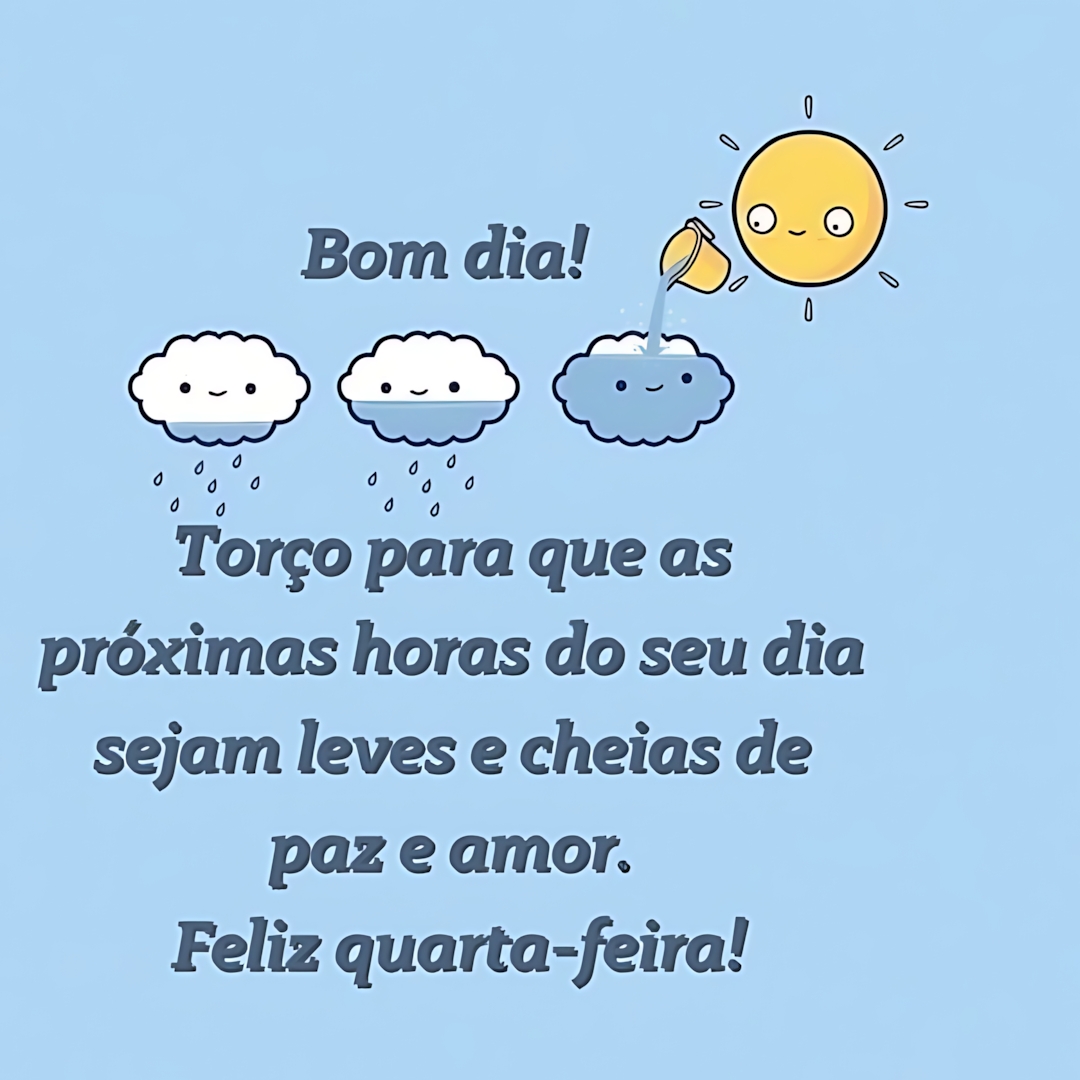 Bom dia!
Torço para que as
próximas horas do seu dia
sejam leves e cheias de
paz e amor.
Feliz quarta-feira!